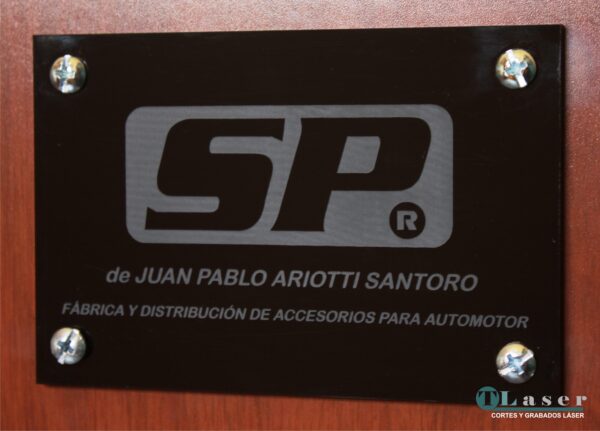 SP®
de JUAN PABLO ARIOTTI SANTORO
FÁBRICA Y DISTRIBUCIÓN DE ACCESORIOS PARA AUTOMOTOR
TLaser
CORTES Y GRABADOS LÁSER